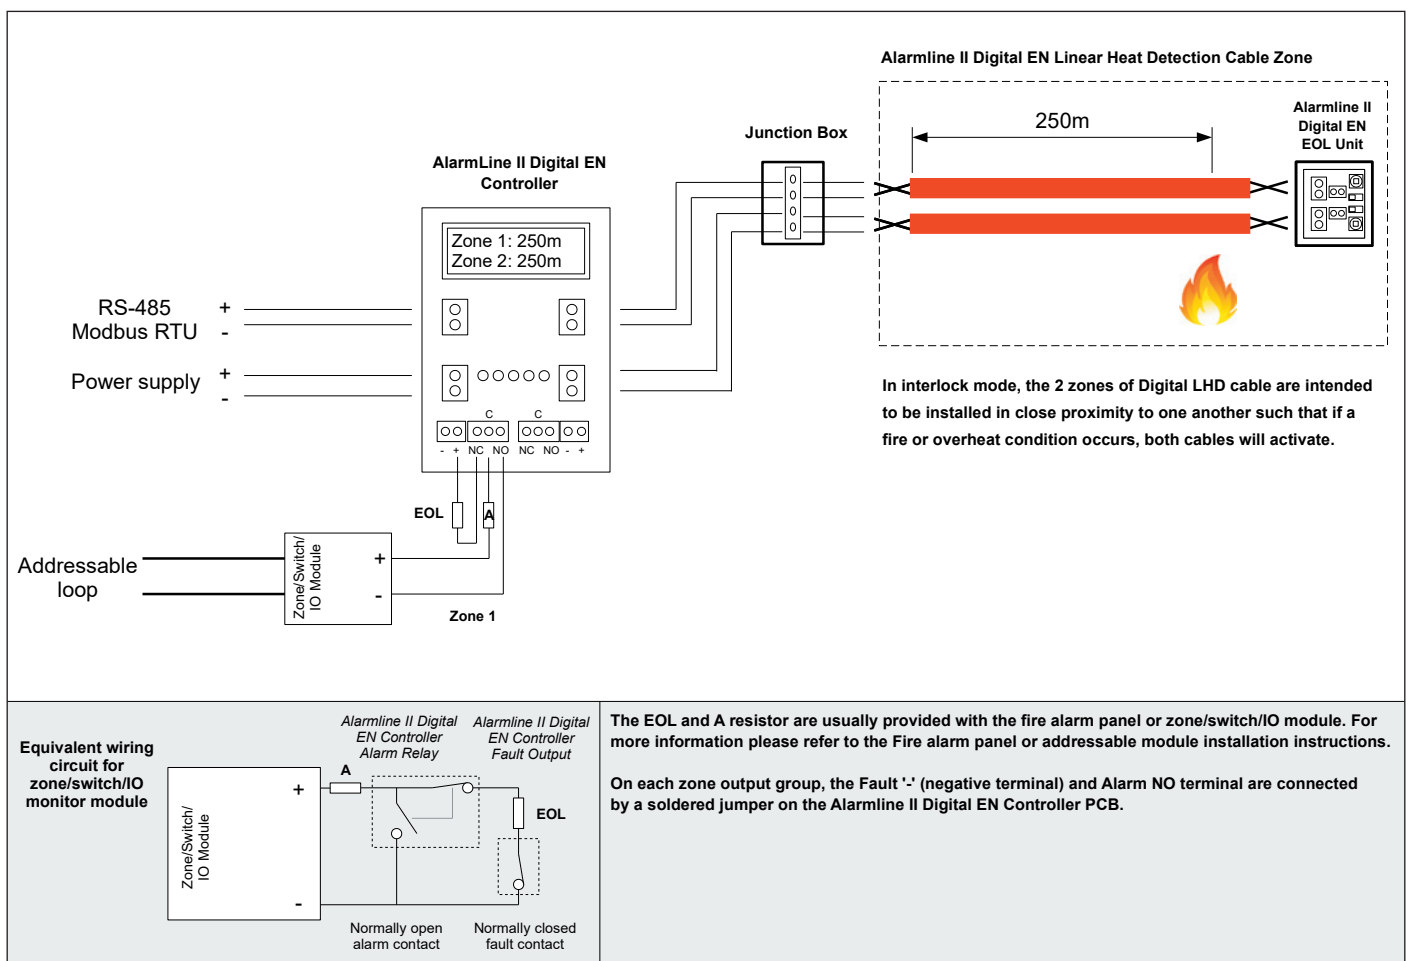 Alarmline II Digital EN Linear Heat Detection Cable Zone
250m
Alarmline II
Digital EN
EOL Unit
Junction Box
AlarmLine II Digital EN
Controller
Zone 1: 250m
Zone 2: 250m
RS-485
Modbus RTU
+
-
Power supply
+
-
C
C
- + NC NO NC NO - +
In interlock mode, the 2 zones of Digital LHD cable are intended
to be installed in close proximity to one another such that if a
fire or overheat condition occurs, both cables will activate.
EOL
A
Addressable
loop
Zone/Switch/
IO Module
+
-
Zone 1
Equivalent wiring
circuit for
zone/switch/IO
monitor module
Zone/Switch/
IO Module
+
-
A
Alarmline II Digital
EN Controller
Alarm Relay
Alarmline II Digital
EN Controller
Fault Output
EOL
Normally open
alarm contact
Normally closed
fault contact
The EOL and A resistor are usually provided with the fire alarm panel or zone/switch/IO module. For
more information please refer to the Fire alarm panel or addressable module installation instructions.
On each zone output group, the Fault '-' (negative terminal) and Alarm NO terminal are connected
by a soldered jumper on the Alarmline II Digital EN Controller PCB.